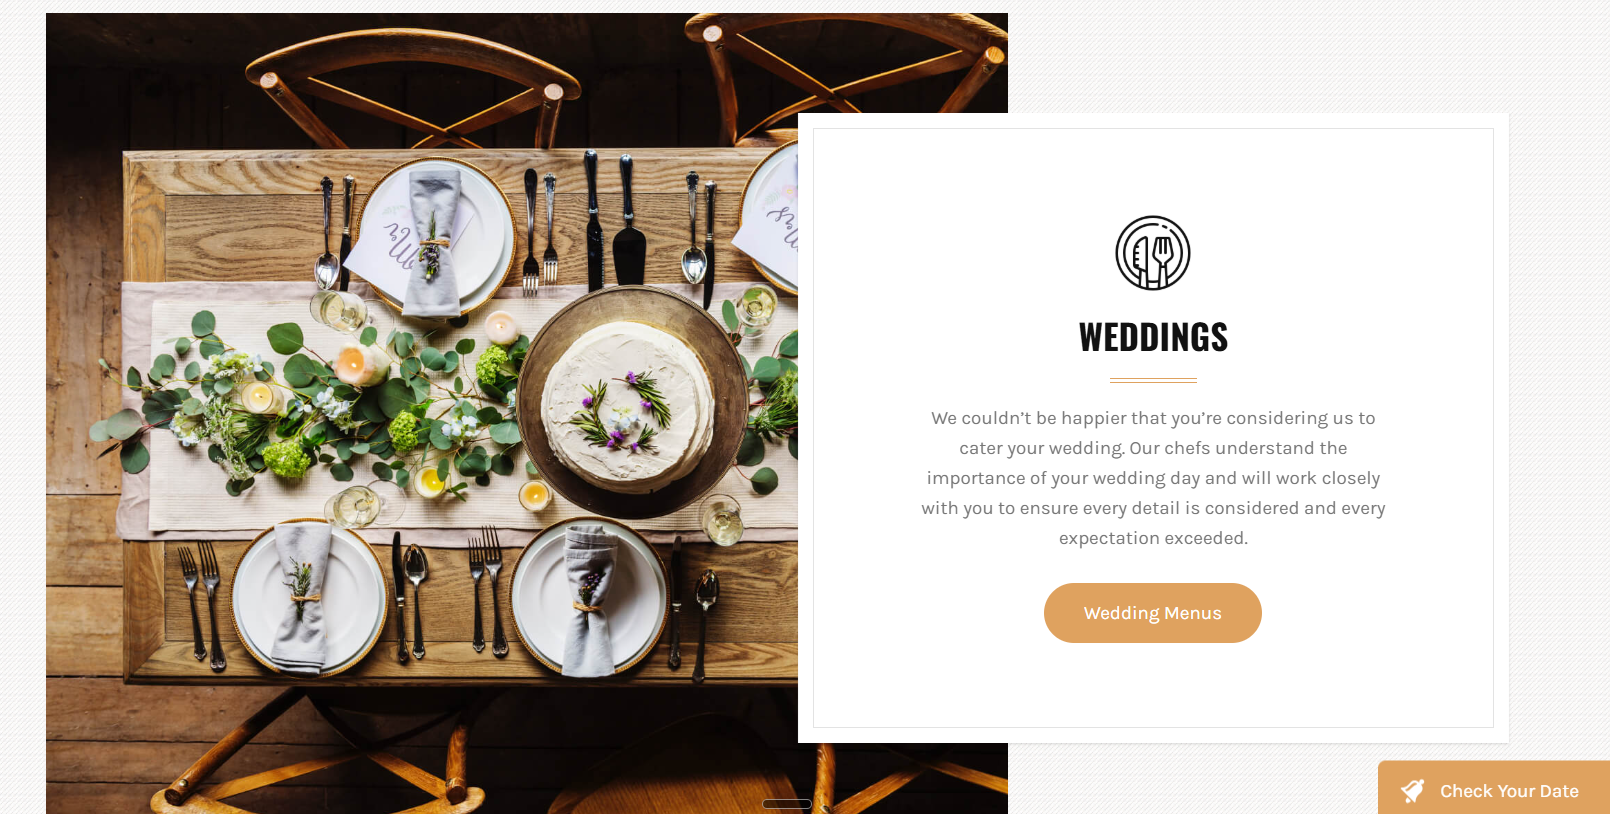 Mr
WEDDINGS
We couldn’t be happier that you’re considering us to
cater your wedding. Our chefs understand the
importance of your wedding day and will work closely
with you to ensure every detail is considered and every
expectation exceeded.
Wedding Menus
Check Your Date